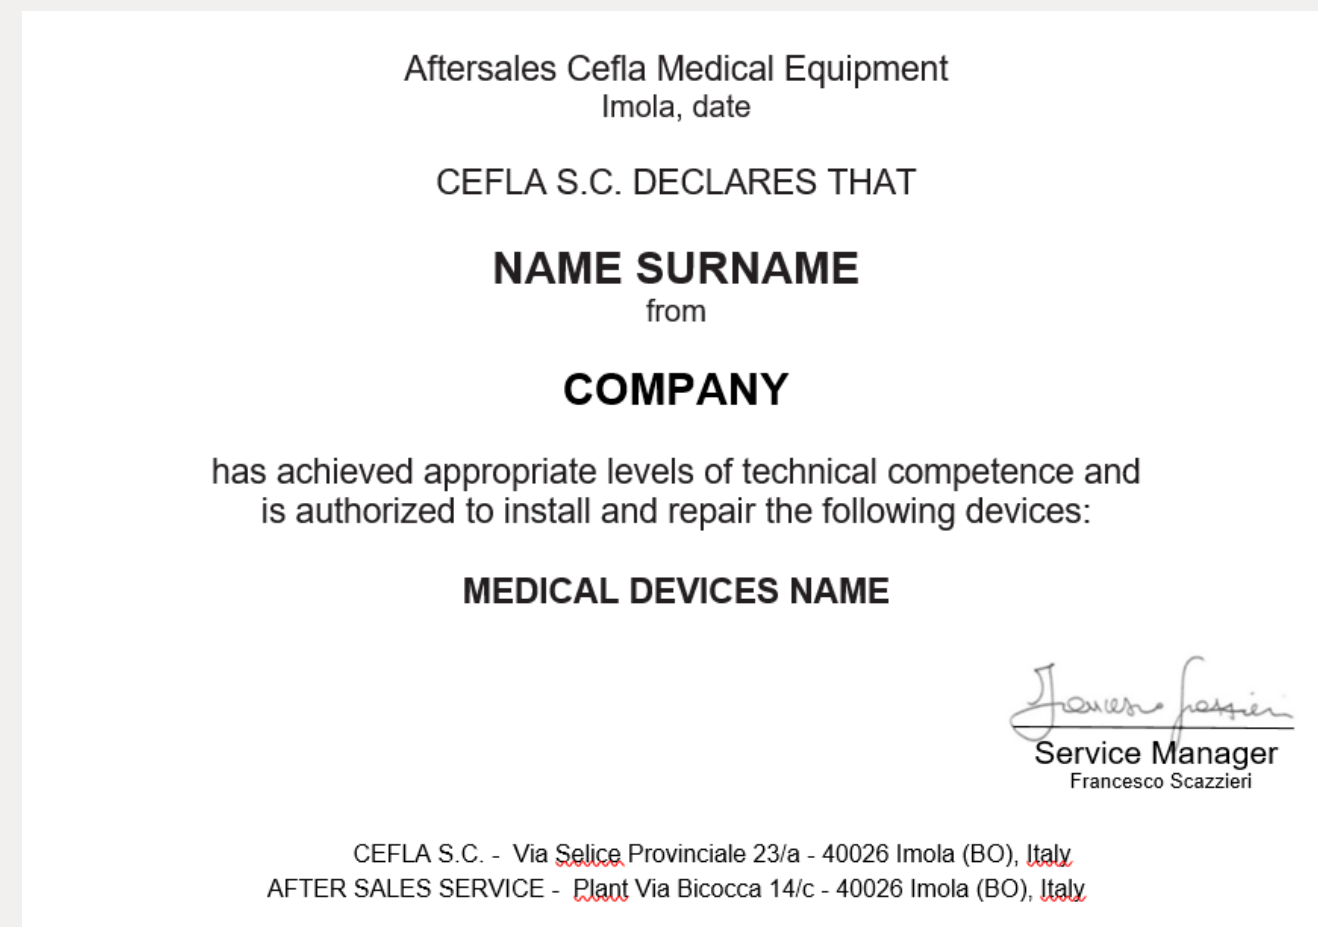 Aftersales Cefla Medical Equipment
Imola, date
CEFLA S.C. DECLARES THAT
NAME SURNAME
from
COMPANY
has achieved appropriate levels of technical competence and
is authorized to install and repair the following devices:
MEDICAL DEVICES NAME
Francesco Scazzieri
Service Manager
Francesco Scazzieri
CEFLA S.C. - Via Selice Provinciale 23/a - 40026 Imola (BO), Italy
AFTER SALES SERVICE - Plant Via Bicocca 14/c - 40026 Imola (BO), Italy